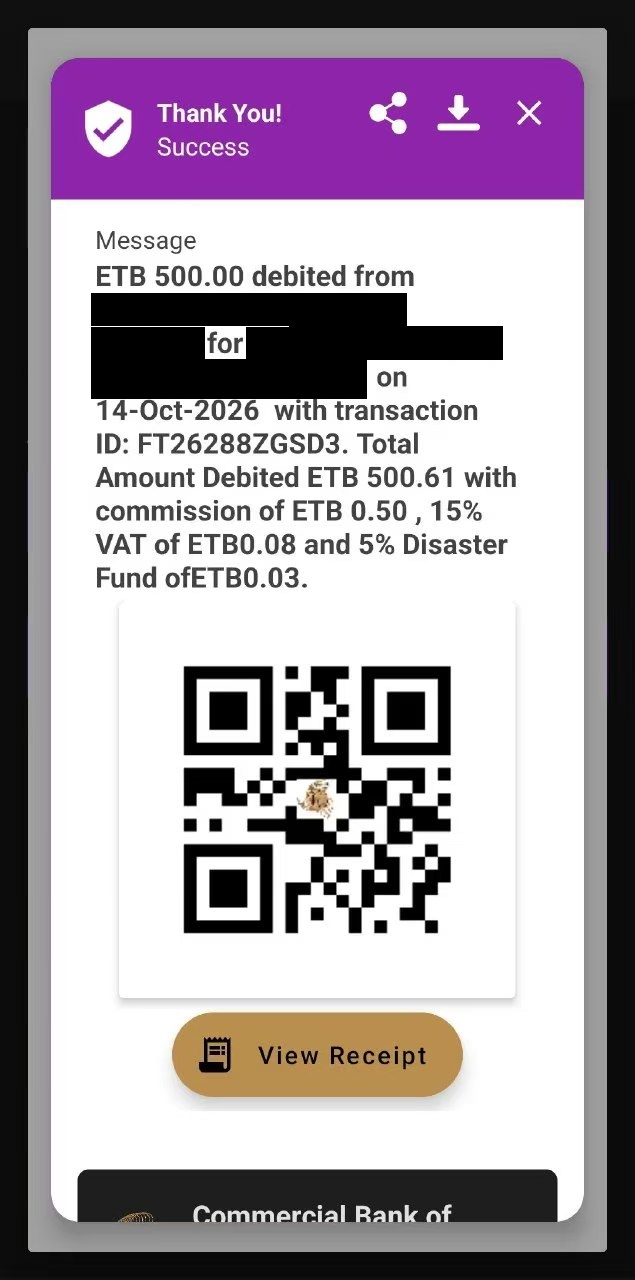 Thank You!
Success
Message
ETB 500.00 debited from
for
on
14-Oct-2026 with transaction
ID: FT26288ZGSD3. Total
Amount Debited ETB 500.61 with
commission of ETB 0.50 , 15%
VAT of ETB0.08 and 5% Disaster
Fund ofETB0.03.
View Receipt
Commercial Bank of